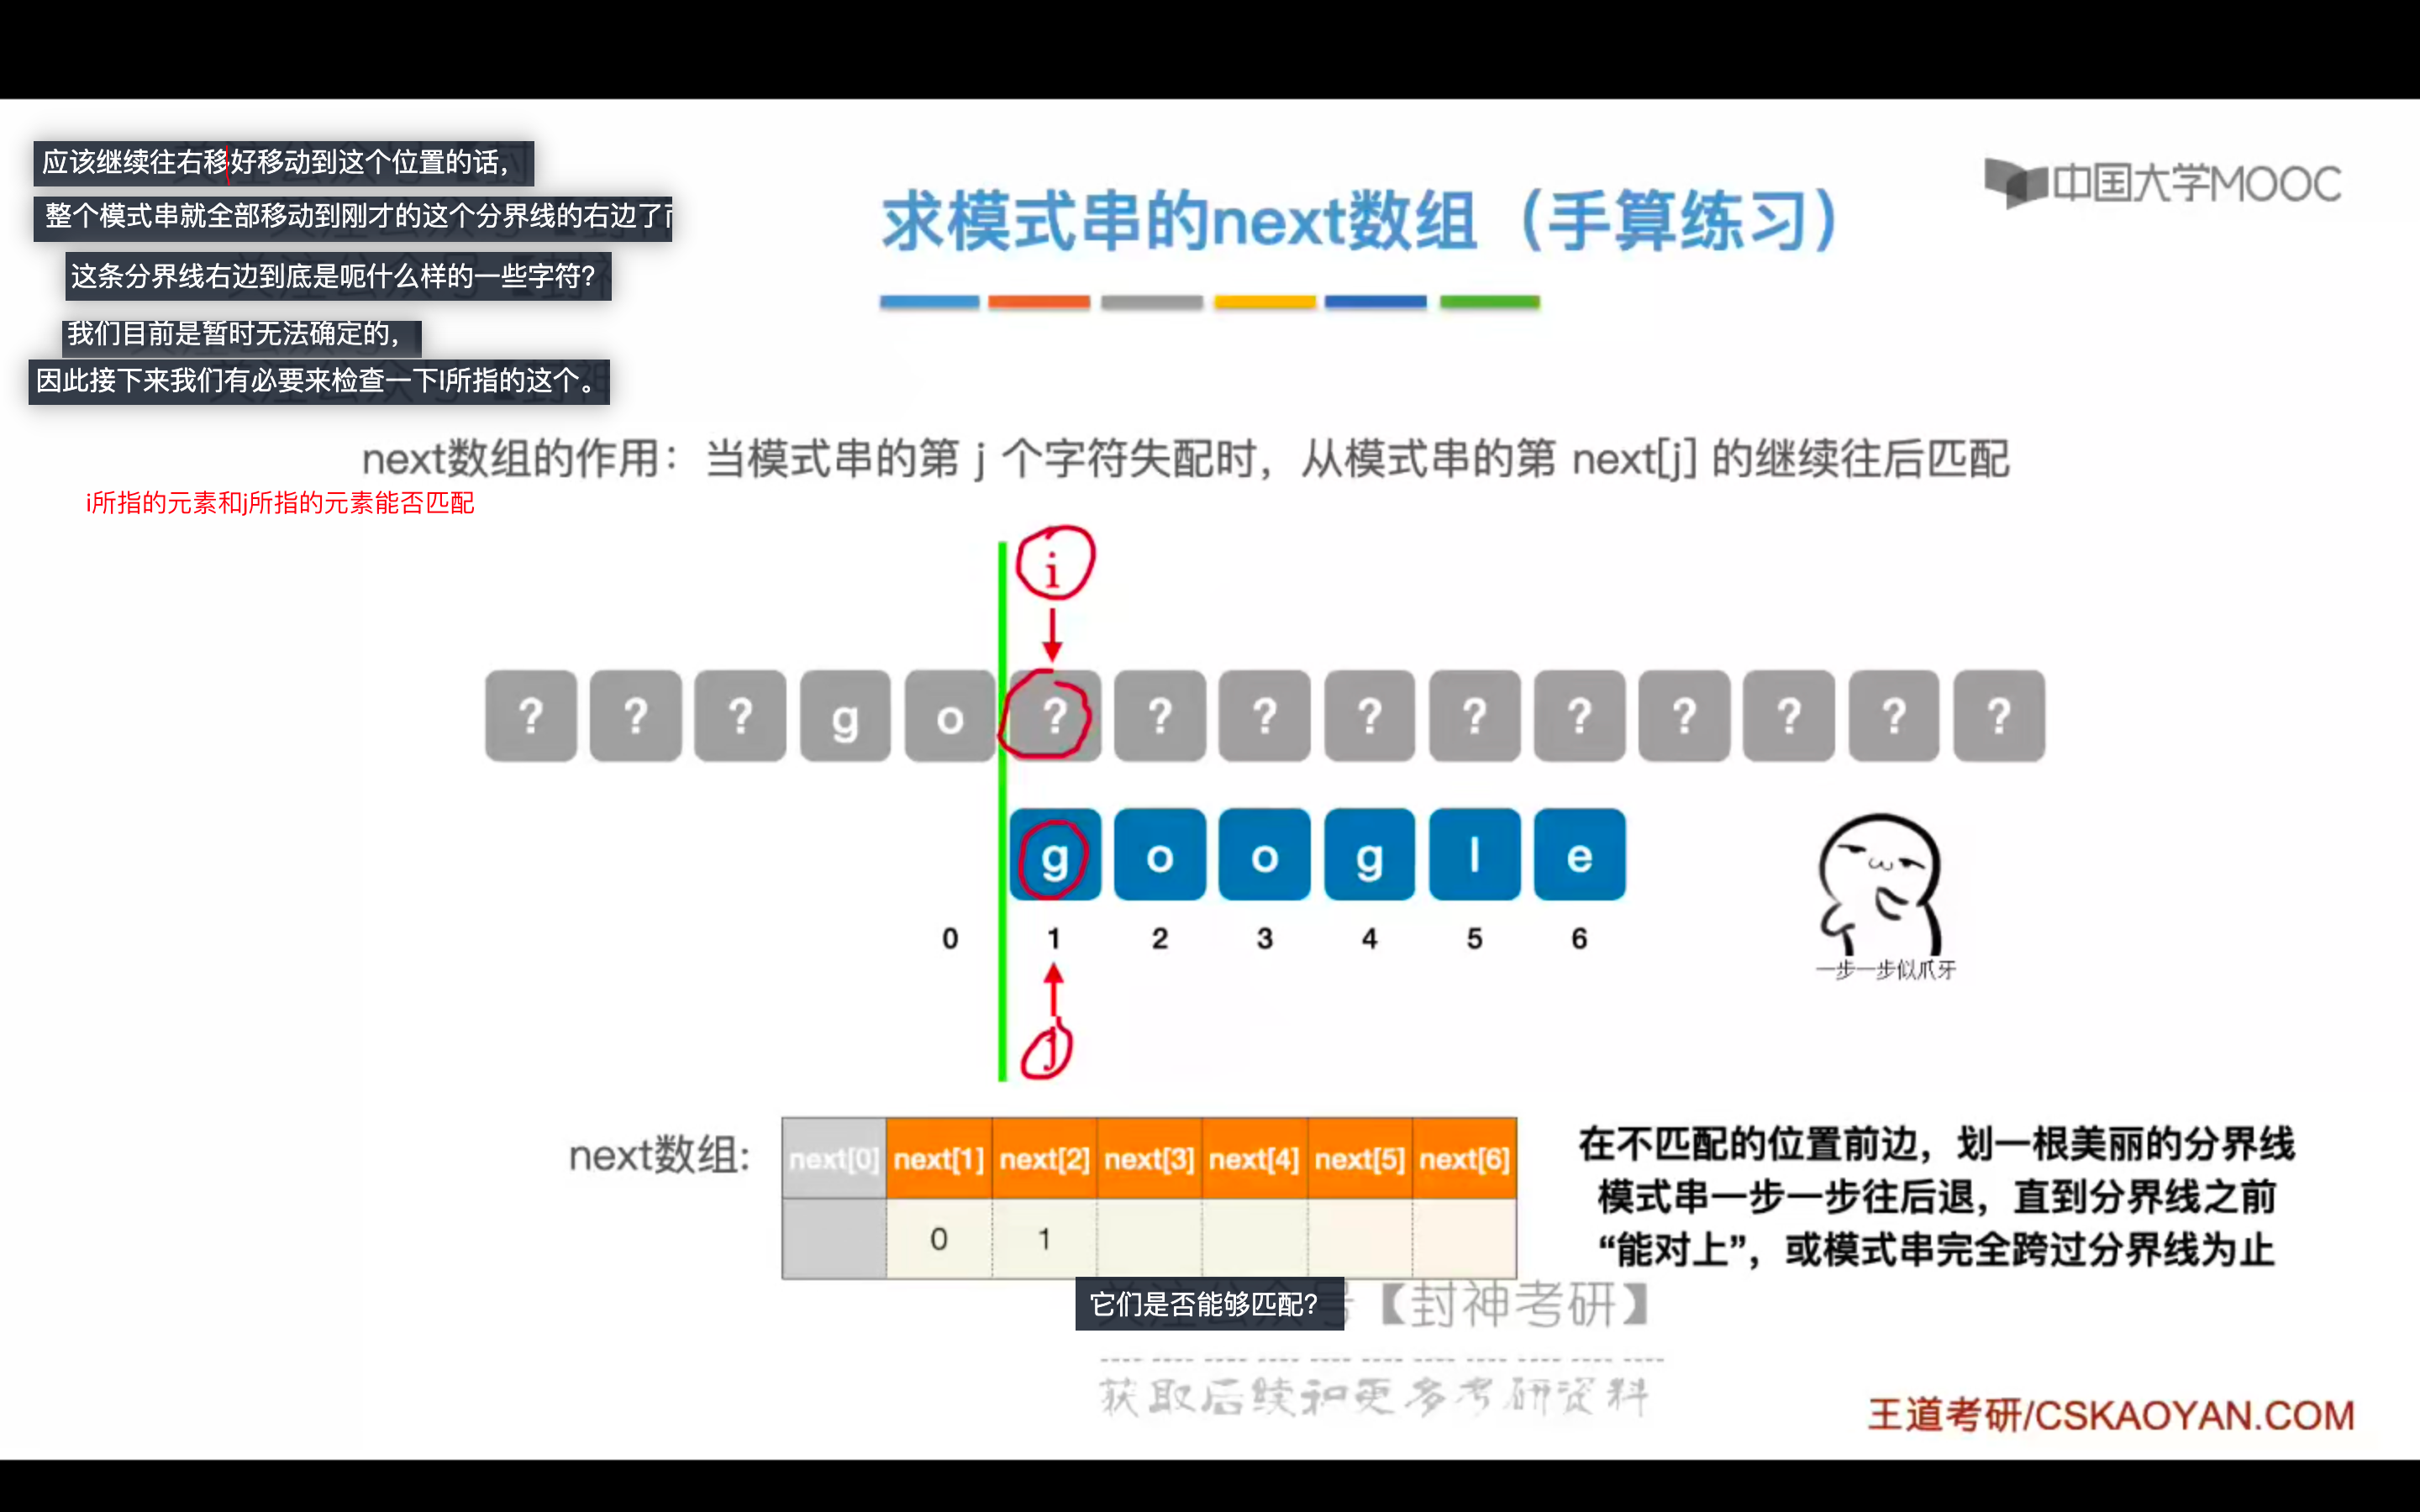 应该继续往右移好移动到这个位置的话,
整个模式串就全部移动到刚才的这个分界线的右边了
这条分界线右边到底是呃什么样的一些字符?
我们目前是暂时无法确定的,
因此接下来我们有必要来检查一下I所指的这个。
中国大学MOOC
求模式串的next数组（手算练习）
next数组的作用：当模式串的第 j 个字符失配时，从模式串的第 next[j] 的继续往后匹配
i所指的元素和j所指的元素能否匹配
i
? ? ? g o ? ? ? ? ? ? ? ? ? ?
g o o g l e
0 1 2 3 4 5 6
j
一步一步似爪牙
next数组:
next[0] next[1] next[2] next[3] next[4] next[5] next[6]
0 1
在不匹配的位置前边，划一根美丽的分界线
模式串一步一步往后退，直到分界线之前
“能对上”，或模式串完全跨过分界线为止
它们是否能够匹配?
号【封神考研】
获取后续和更多考研资料
王道考研/CSKAOYAN.COM